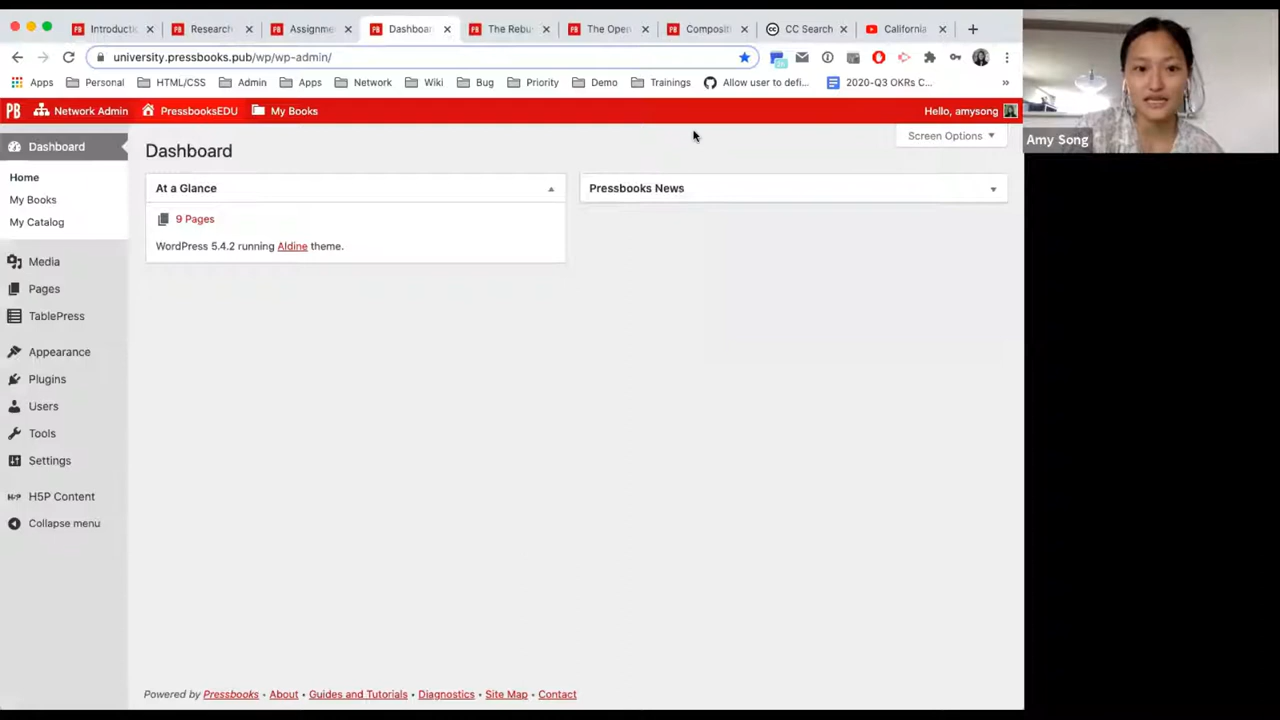 Introductio
Research
Assignme
Dashboar
The Rebu
The Open
Compositi
CC Search
California
university.pressbooks.pub/wp/wp-admin/
Apps Personal HTML/CSS Admin Apps Network Wiki Bug Priority Demo Trainings Allow user to defi... 2020-Q3 OKRs C... »
PB Network Admin PressbooksEDU My Books Hello, amysong
Amy Song
Dashboard
Home
My Books
My Catalog
Media
Pages
TablePress
Appearance
Plugins
Users
Tools
Settings
H5P Content
Collapse menu
Screen Options
Dashboard
At a Glance
9 Pages
WordPress 5.4.2 running Aldine theme.
Pressbooks News
Powered by Pressbooks • About • Guides and Tutorials • Diagnostics • Site Map • Contact